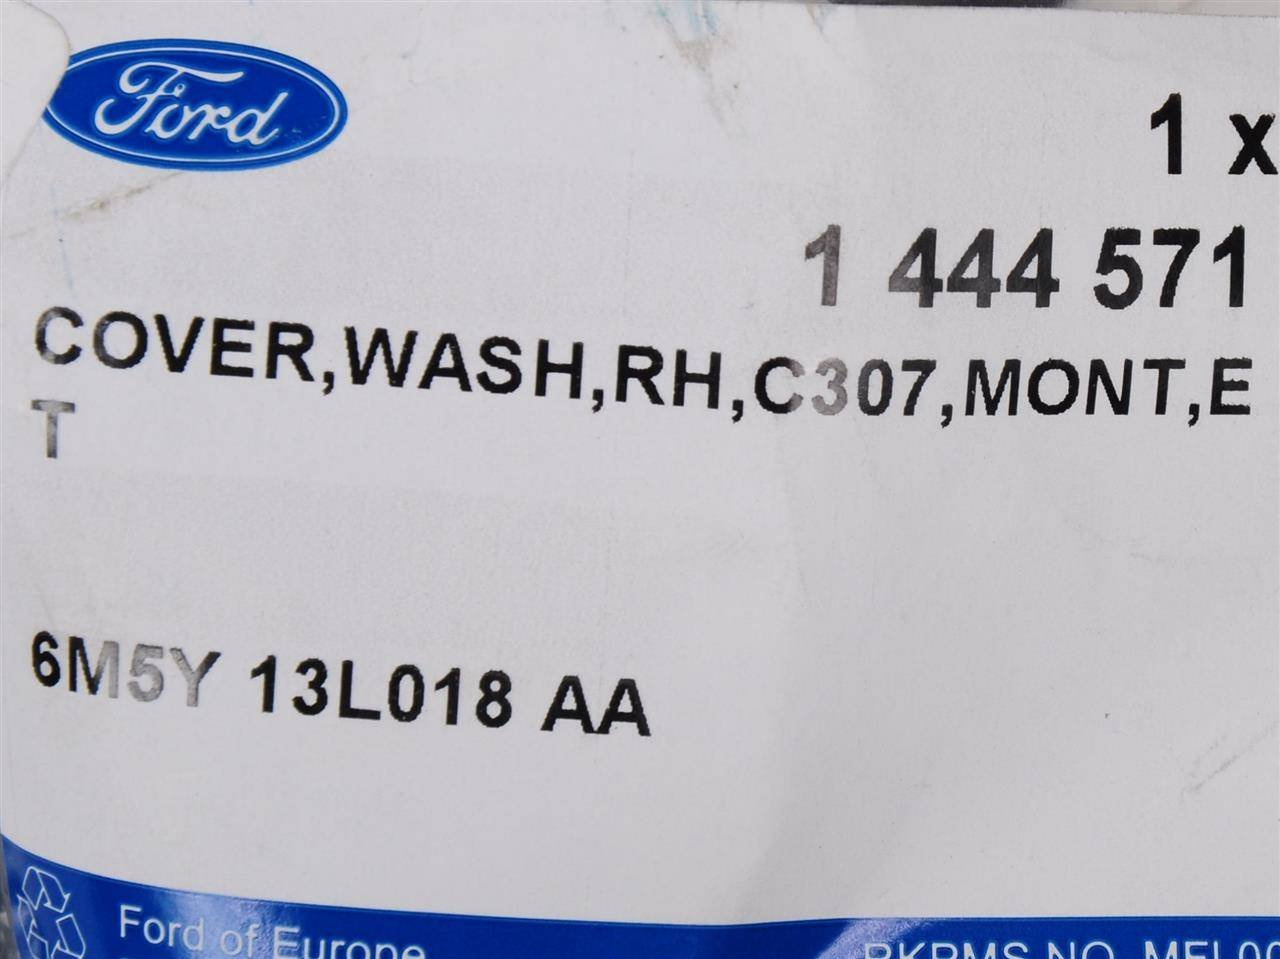 Ford
1 x
1 444 571
COVER,WASH,RH,C307,MONT,E
T
6M5Y 13L018 AA
Ford of Europe